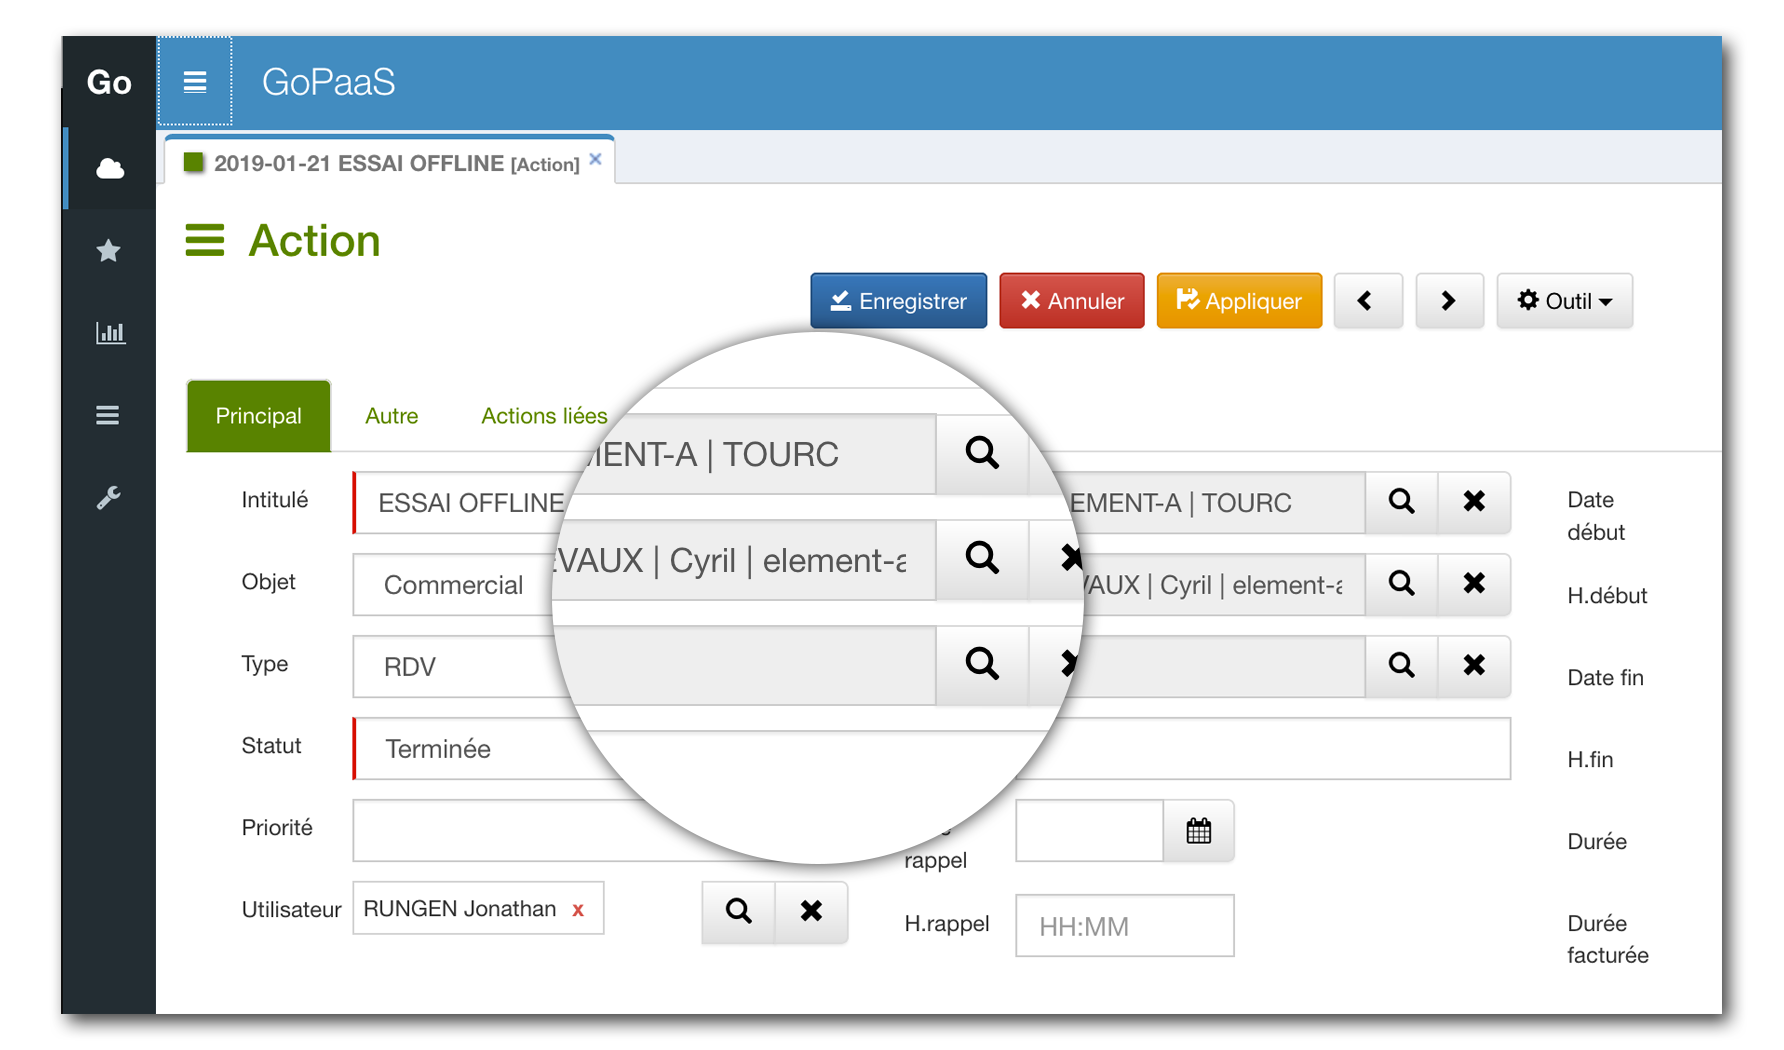 Go
GoPaaS
2019-01-21 ESSAI OFFLINE [Action]
Action
Enregistrer
Annuler
Appliquer
Outil
Principal
Autre
Actions liées
MENT-A | TOURC
EVAUX | Cyril | element-a
Intitulé
ESSAI OFFLINE
EMENT-A | TOURC
Date
début
Objet
Commercial
VAUX | Cyril | element-a
H.début
Type
RDV
Date fin
Statut
Terminée
H.fin
Priorité
rappel
Durée
Utilisateur
RUNGEN Jonathan x
H.rappel
HH:MM
Durée
facturée